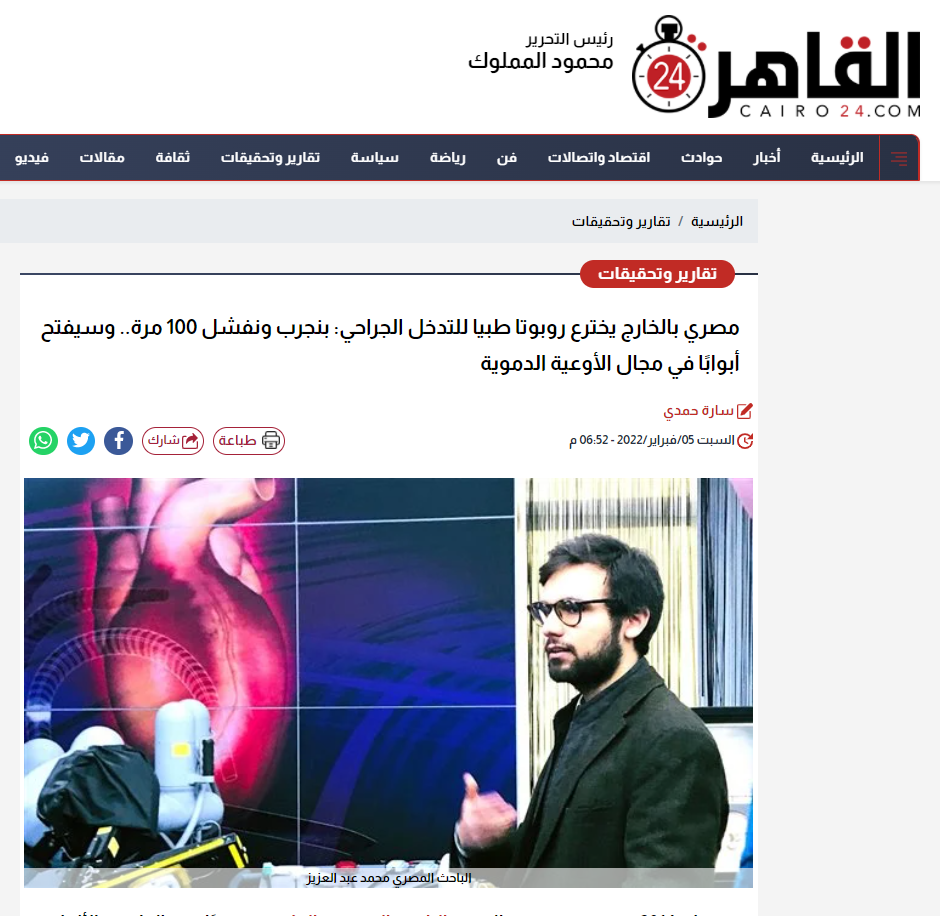 القاهرة
24
CAIRO 24.COM
رئيس التحرير
محمود المملوك
الرئيسية أخبار حوادث اقتصاد واتصالات فن رياضة سياسة تقارير وتحقيقات ثقافة مقالات فيديو
الرئيسية / تقارير وتحقيقات
تقارير وتحقيقات
مصري بالخارج يخترع روبوتا طبيا للتدخل الجراحي: بنجرب ونفشل 100 مرة.. وسيفتح
أبوابًا في مجال الأوعية الدموية
سارة حمدي
السبت 05/فبراير/2022 - 06:52 م
طباعة شارك
الباحث المصري محمد عبد العزيز